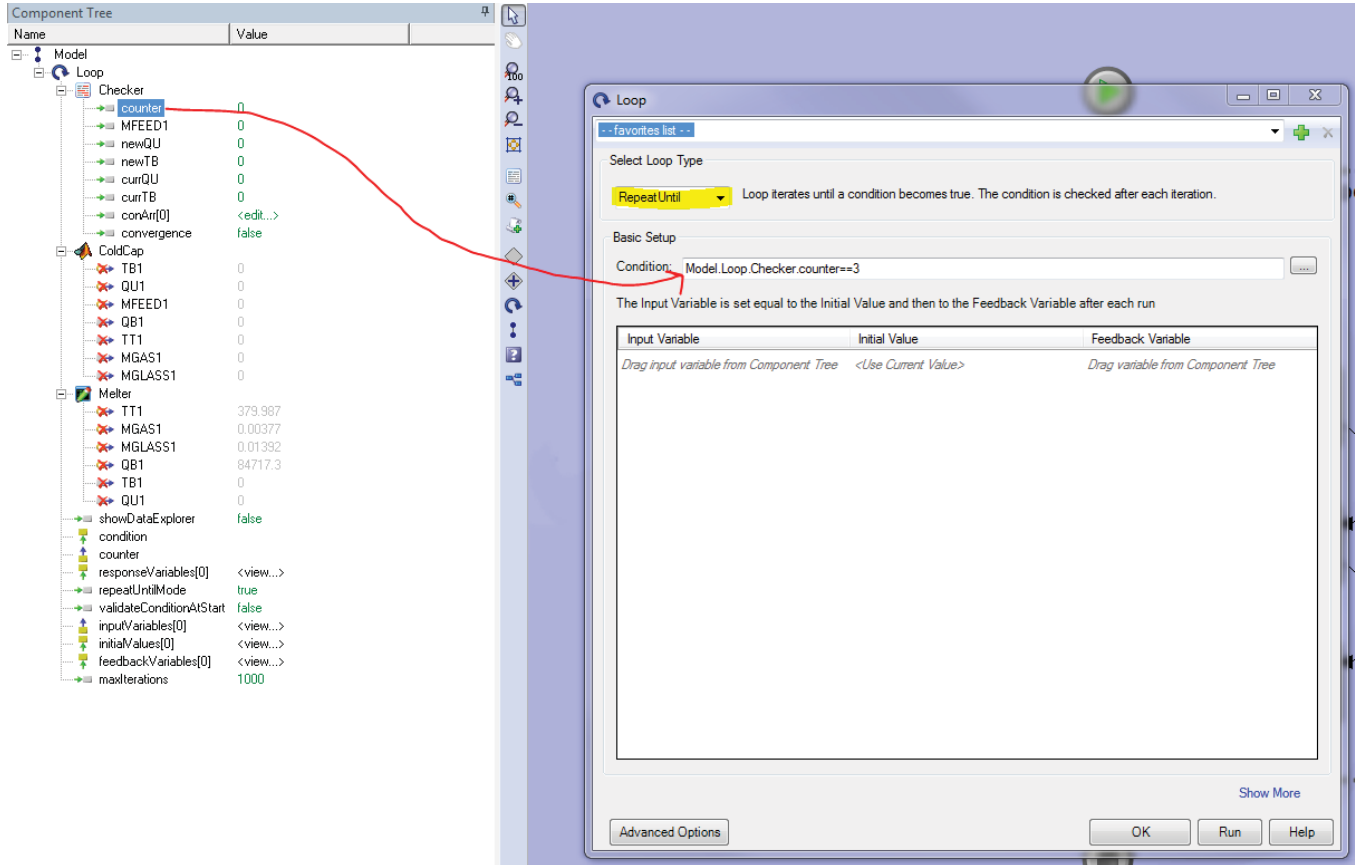 Component Tree
Name Value
Model
Loop
Checker
counter 0
MFEED1 0
newQU 0
newTB 0
currQU 0
currTB 0
conArr[0] <edit...>
convergence false
ColdCap
TB1 0
QU1 0
MFEED1 0
QB1 0
TT1 0
MGAS1 0
MGLASS1 0
Melter
TT1 379.987
MGAS1 0.00377
MGLASS1 0.01392
QB1 84717.3
TB1 0
QU1 0
showDataExplorer false
condition
counter
responseVariables[0] <view...>
repeatUntilMode true
validateConditionAtStart false
inputVariables[0] <view...>
initialValues[0] <view...>
feedbackVariables[0] <view...>
maxIterations 1000
100
Loop
- - favorites list - -
Select Loop Type
RepeatUntil Loop iterates until a condition becomes true. The condition is checked after each iteration.
Basic Setup
Condition: Model.Loop.Checker.counter==3 ...
The Input Variable is set equal to the Initial Value and then to the Feedback Variable after each run
Input Variable Initial Value Feedback Variable
Drag input variable from Component Tree <Use Current Value> Drag variable from Component Tree
Show More
Advanced Options OK Run Help